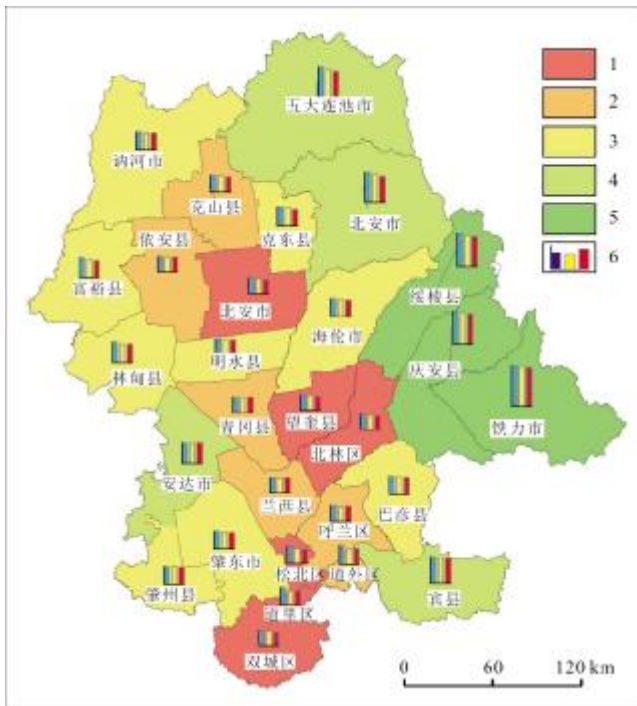 五大连池市
1
2
讷河市
3
克山县
北安市
4
依安县
克东县
5
富裕县
6
绥棱县
北安市
海伦市
明水县
庆安县
林甸县
望奎县
铁力市
青冈县
北林区
安达市
兰西县
巴彦县
呼兰区
肇东市
松北区
道外区
肇州县
宾县
道里区
双城区
0
60
120 km